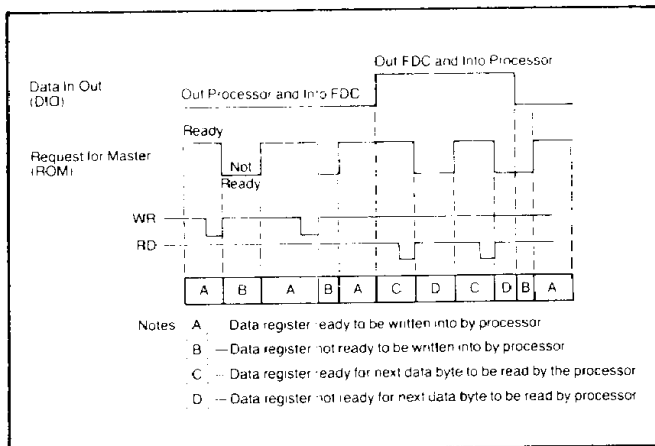 Out FDC and Into Processor
Data In Out
(DIO)
Out Processor and Into FDC
Ready
Request for Master
(ROM)
Not
Ready
WR
RD
A B A B A C D C D B A
Notes A Data register ready to be written into by processor
B — Data register not ready to be written into by processor
C — Data register ready for next data byte to be read by the processor
D — Data register not ready for next data byte to be read by processor